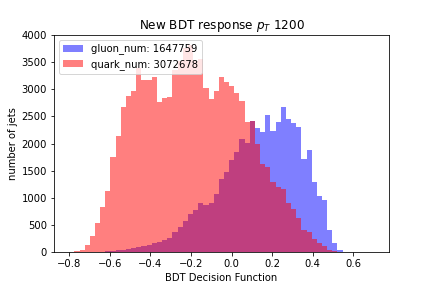 New BDT response p_T 1200
gluon_num: 1647759
quark_num: 3072678
number of jets
4000
3500
3000
2500
2000
1500
1000
500
0
−0.8 −0.6 −0.4 −0.2 0.0 0.2 0.4 0.6
BDT Decision Function